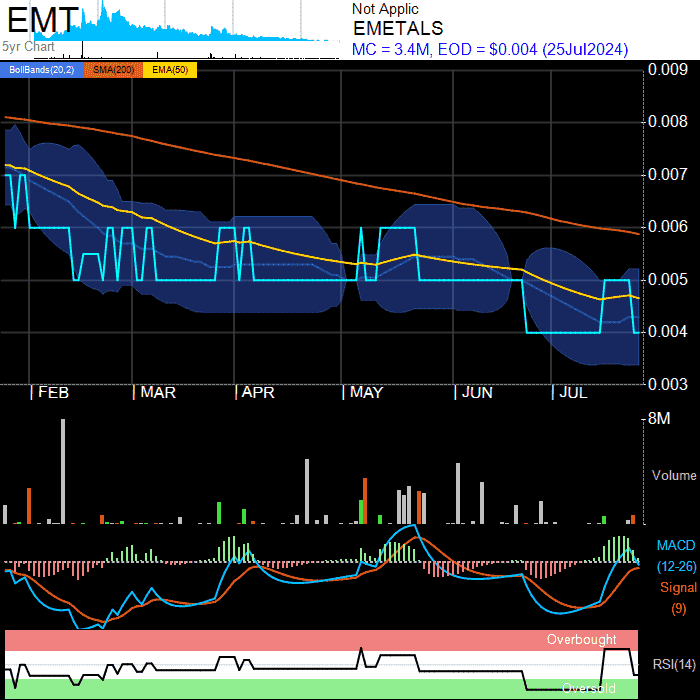 EMT
5yr Chart
Not Applic
EMETALS
MC = 3.4M, EOD = $0.004 (25Jul2024)
BollBands(20,2) SMA(200) EMA(50)
0.009
0.008
0.007
0.006
0.005
0.004
0.003
FEB MAR APR MAY JUN JUL
8M
Volume
MACD
(12-26)
Signal
(9)
Overbought
RSI(14)
Oversold